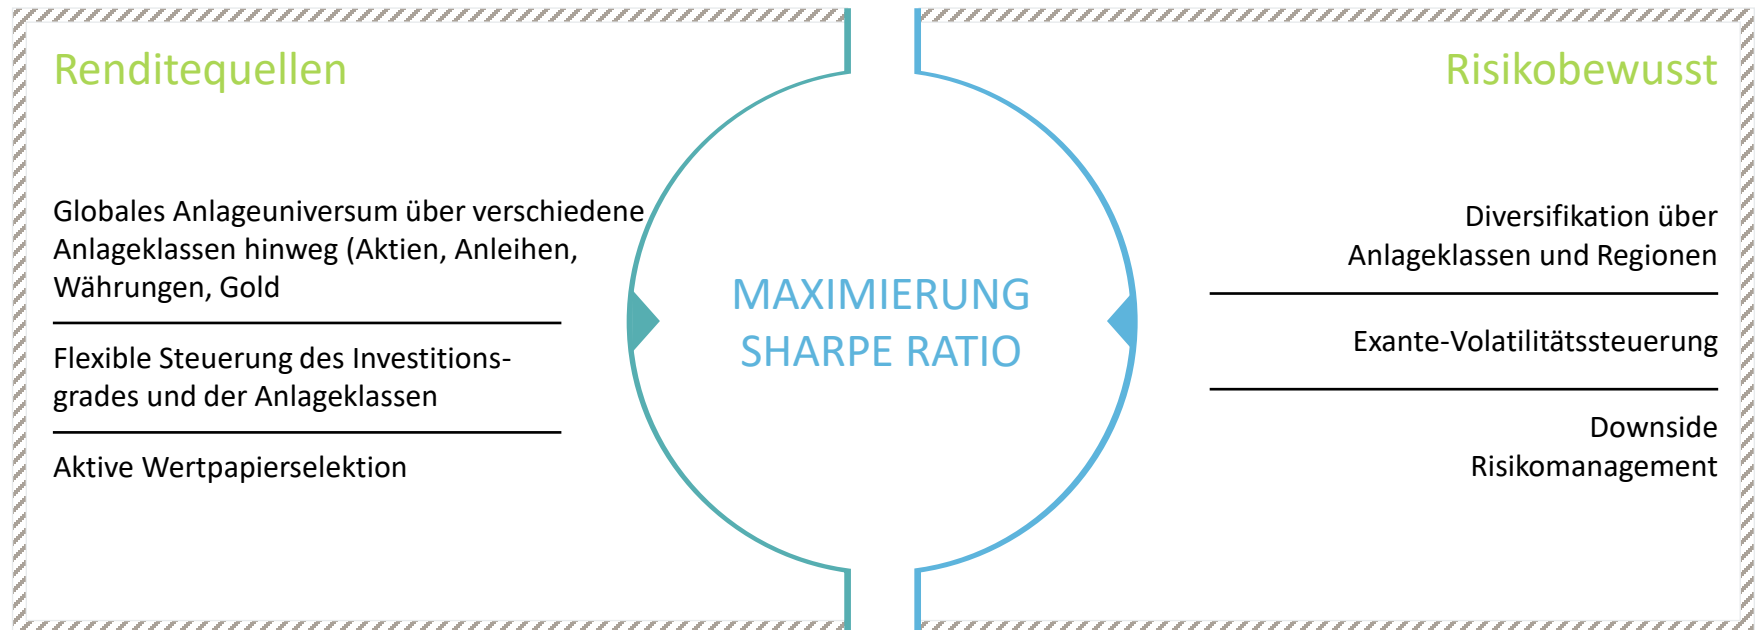 Renditequellen
Globales Anlageuniversum über verschiedene
Anlageklassen hinweg (Aktien, Anleihen,
Währungen, Gold
Flexible Steuerung des Investitions-
grades und der Anlageklassen
Aktive Wertpapierselektion
MAXIMIERUNG
SHARPE RATIO
Risikobewusst
Diversifikation über
Anlageklassen und Regionen
Exante-Volatilitätssteuerung
Downside
Risikomanagement